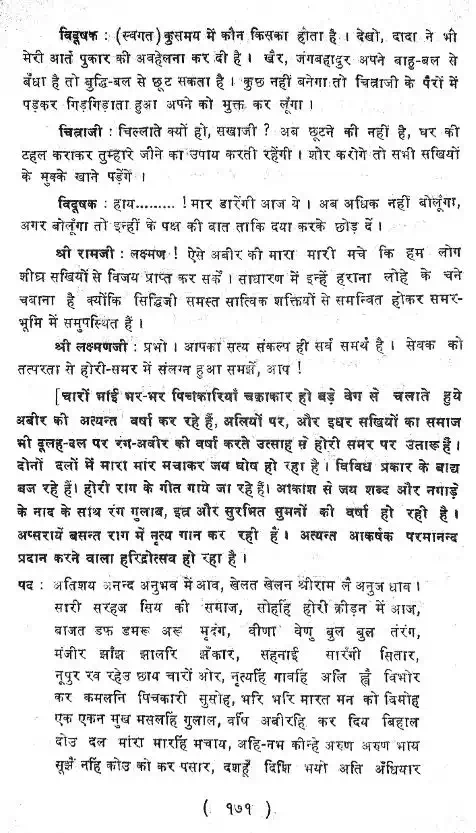 विदूषक : (स्वगत) कुसमय में कौन किसका होता है । देखो, दादा ने भी
मेरी आर्त पुकार की अवहेलना कर दी है । खैर, जंगबहादुर अपने बाहु-बल से
बँधा है तो बुद्धि-बल से छूट सकता है । कुछ नहीं बनेगा तो चित्राजी के पैरों में
पड़कर गिड़गिड़ाता हुआ अपने को मुक्त कर लूँगा ।
चित्राजी : चिल्लाते क्यों हो, सखाजी ? अब छूटने की नहीं है, घर की
टहल कराकर तुम्हारे जीने का उपाय करती रहेंगी । शोर करोगे तो सभी सखियों
के मुक्के खाने पड़ेंगे ।
विदूषक : हाय......... ! मार डारेंगी आज ये । अब अधिक नहीं बोलूँगा,
अगर बोलूँगा तो इन्हीं के पक्ष की बात ताकि दया करके छोड़ दें ।
श्री रामजी : लक्ष्मण ! ऐसे अबीर की मारा मारी मचे कि हम लोग
शीघ्र सखियों से विजय प्राप्त कर सकें । साधारण में इन्हें हराना लोहे के चने
चबाना है क्योंकि सिद्धिजी समस्त सात्विक शक्तियों से समन्वित होकर समर-
भूमि में समुपस्थित हैं ।
श्री लक्ष्मणजी : प्रभो ! आपका सत्य संकल्प ही सर्व समर्थ है । सेवक को
तत्परता से होरी-समर में संलग्न हुआ समझें, आप !
[चारों भाई भर-भर पिचकारियाँ चक्राकार हो बड़े वेग से चलाते हुये
अबीर की अत्यन्त वर्षा कर रहे हैं, अलियों पर, और इधर सखियों का समाज
भी दूलह-दल पर रंग-अबीर की वर्षा करते उत्साह से होरी समर पर उतारू है ।
दोनों दलों में मारा मार मचाकर जय घोष हो रहा है । विविध प्रकार के वाद्य
बज रहे हैं। होरी राग के गीत गाये जा रहे हैं। आकाश से जय शब्द और नगाड़े
के नाद के साथ रंग गुलाब, इत्र और सुरभित सुमनों की वर्षा हो रही है ।
अप्सरायें बसन्त राग में नृत्य गान कर रही हैं । अत्यन्त आकर्षक परमानन्द
प्रदान करने वाला हरिद्रोत्सव हो रहा है ।
पद : अतिशय अनन्द अनुभव में आव, खेलत खेलन श्रीराम लै अनुज धाव ।
सारी सरहज सिय की समाज, सोहहिं होरी क्रीड़न में आज,
बाजत डफ डमरू अरू मृदंग, वीणा वेणु बुल बुल तरंग,
मंजीर झाँझ झालरि झँकार, सहनाई सारंगी सितार,
नूपुर रव रहेउ छाय चारों ओर, नृत्यहिं गावहिं अलि ह्वै विभोर
कर कमलनि पिचकारी सुसोह, भरि भरि मारत मन को विमोह
एक एकन मुख मसलहिं गुलाल, वर्षि अबीरहिं कर दिय बिहाल
दोउ दल मारा मारहिं मचाय, अहि-नभ कीन्हे अरुण अरुण भाय
सूझै नहिं कोउ को कर पसार, दशहूँ दिशि भयो अति अँधियार
( १७१ )